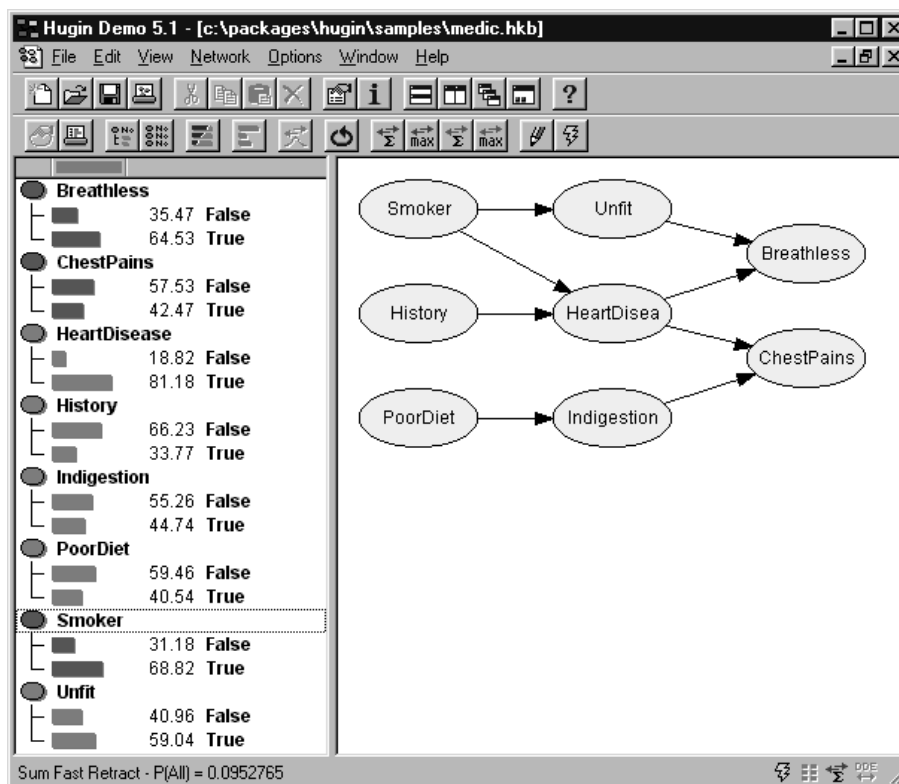 Hugin Demo 5.1 - [c:\packages\hugin\samples\medic.hkb]
File Edit View Network Options Window Help
Σ max Σ max
Breathless
35.47 False
64.53 True
ChestPains
57.53 False
42.47 True
HeartDisease
18.82 False
81.18 True
History
66.23 False
33.77 True
Indigestion
55.26 False
44.74 True
PoorDiet
59.46 False
40.54 True
Smoker
31.18 False
68.82 True
Unfit
40.96 False
59.04 True
Smoker
Unfit
Breathless
History
HeartDisea
ChestPains
PoorDiet
Indigestion
Sum Fast Retract - P(All) = 0.0952765
DDE